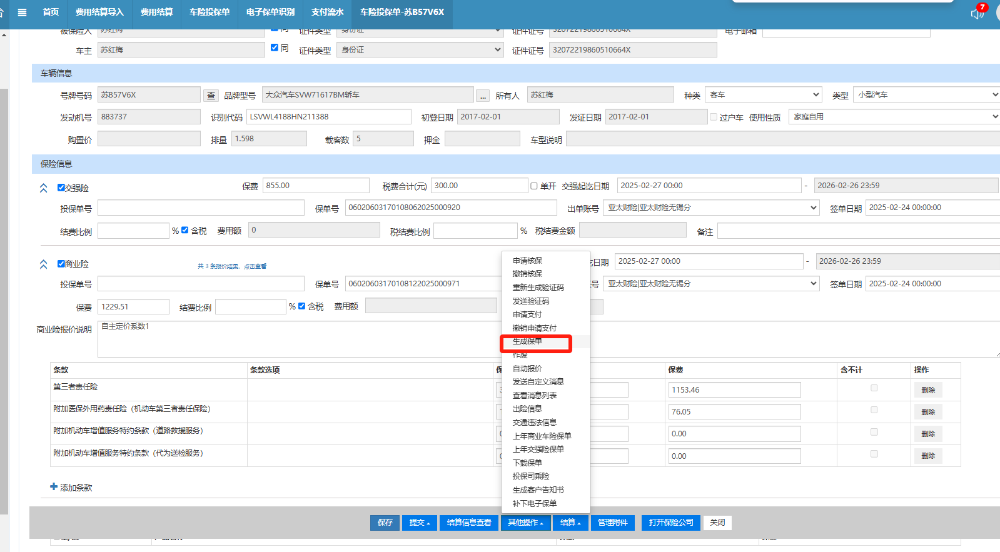 台 首页 费用结算导入 费用结算 车险投保单 电子保单识别 支付流水 车险投保单-苏B57V6X 7
被保险人 苏红梅 同 证件类型 身份证 证件证号 32072219860510664X 电子邮箱
车主 苏红梅 同 证件类型 身份证 证件证号 32072219860510664X
车辆信息
号牌号码 苏B57V6X 查 品牌型号 大众汽车SVW71617BM轿车 ... 所有人 苏红梅 种类 客车 类型 小型汽车
发动机号 883737 识别代码 LSVWL4188HN211388 初登日期 2017-02-01 发证日期 2017-02-01 过户车 使用性质 家庭自用
购置价 排量 1.598 载客数 5 押金 车型说明
保险信息
交强险 保费 855.00 税费合计(元) 300.00 单开 交强起讫日期 2025-02-27 00:00 - 2026-02-26 23:59
投保单号 保单号 06020603170108062025000920 出单账号 亚太财险|亚太财险无锡分 签单日期 2025-02-24 00:00:00
结费比例 % 含税 费用额 0 税结费比例 % 税结费金额 备注
商业险 共 3 条报价结果，点击查看 讫日期 2025-02-27 00:00 - 2026-02-26 23:59
投保单号 保单号 06020603170108122025000971 号 亚太财险|亚太财险无锡分 签单日期 2025-02-24 00:00:00
保费 1229.51 结费比例 % 含税 费用额
商业险报价说明 自主定价系数1
申请核保
撤销核保
重新生成验证码
发送验证码
申请支付
撤销申请支付
生成保单
作废
自动报价
发送自定义消息
查看消息列表
出险信息
交通违法信息
上年商业车险保单
上年交强险保单
下载保单
投保司乘险
生成客户告知书
补下电子保单
条款 条款选项 保费 含不计 操作
第三者责任险 1153.46 删除
附加医保外用药责任险（机动车第三者责任保险） 76.05 删除
附加机动车增值服务特约条款（道路救援服务） 0.00 删除
附加机动车增值服务特约条款（代为送检服务） 0.00 删除
添加条款
保存 提交 结算信息查看 其他操作 结算 管理附件 打开保险公司 关闭